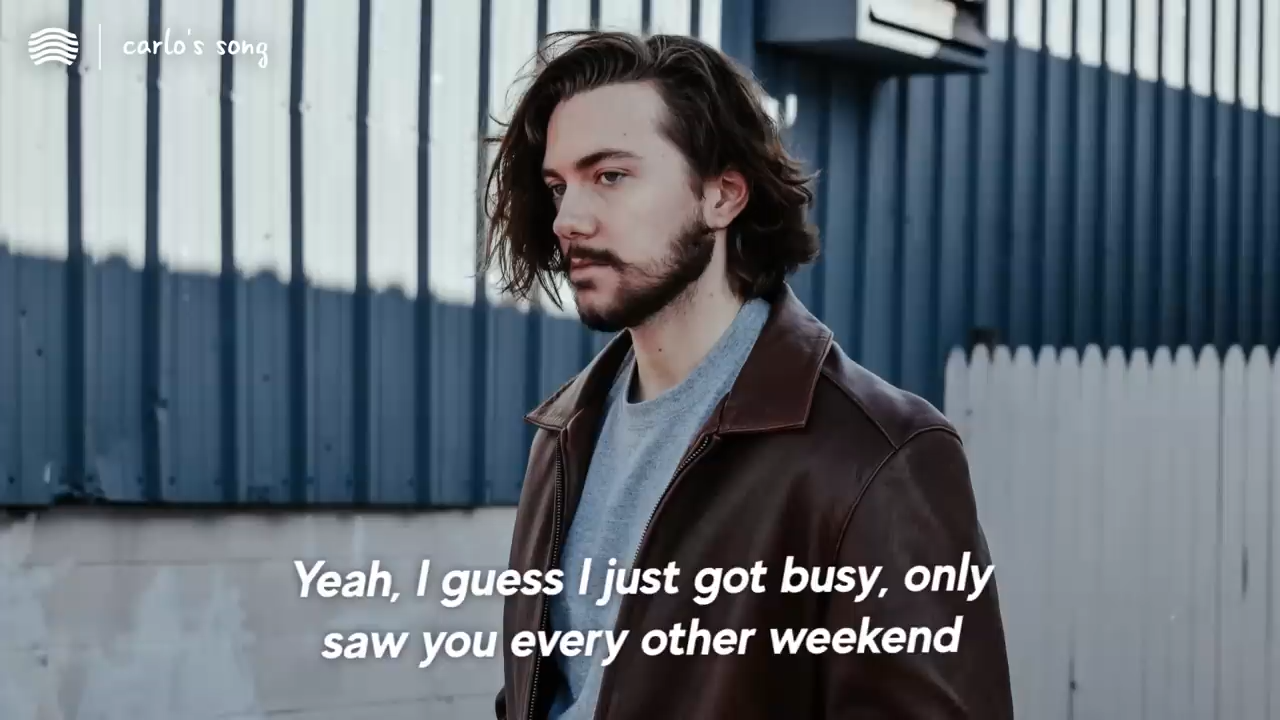 carlo's song
Yeah, I guess I just got busy, only
saw you every other weekend